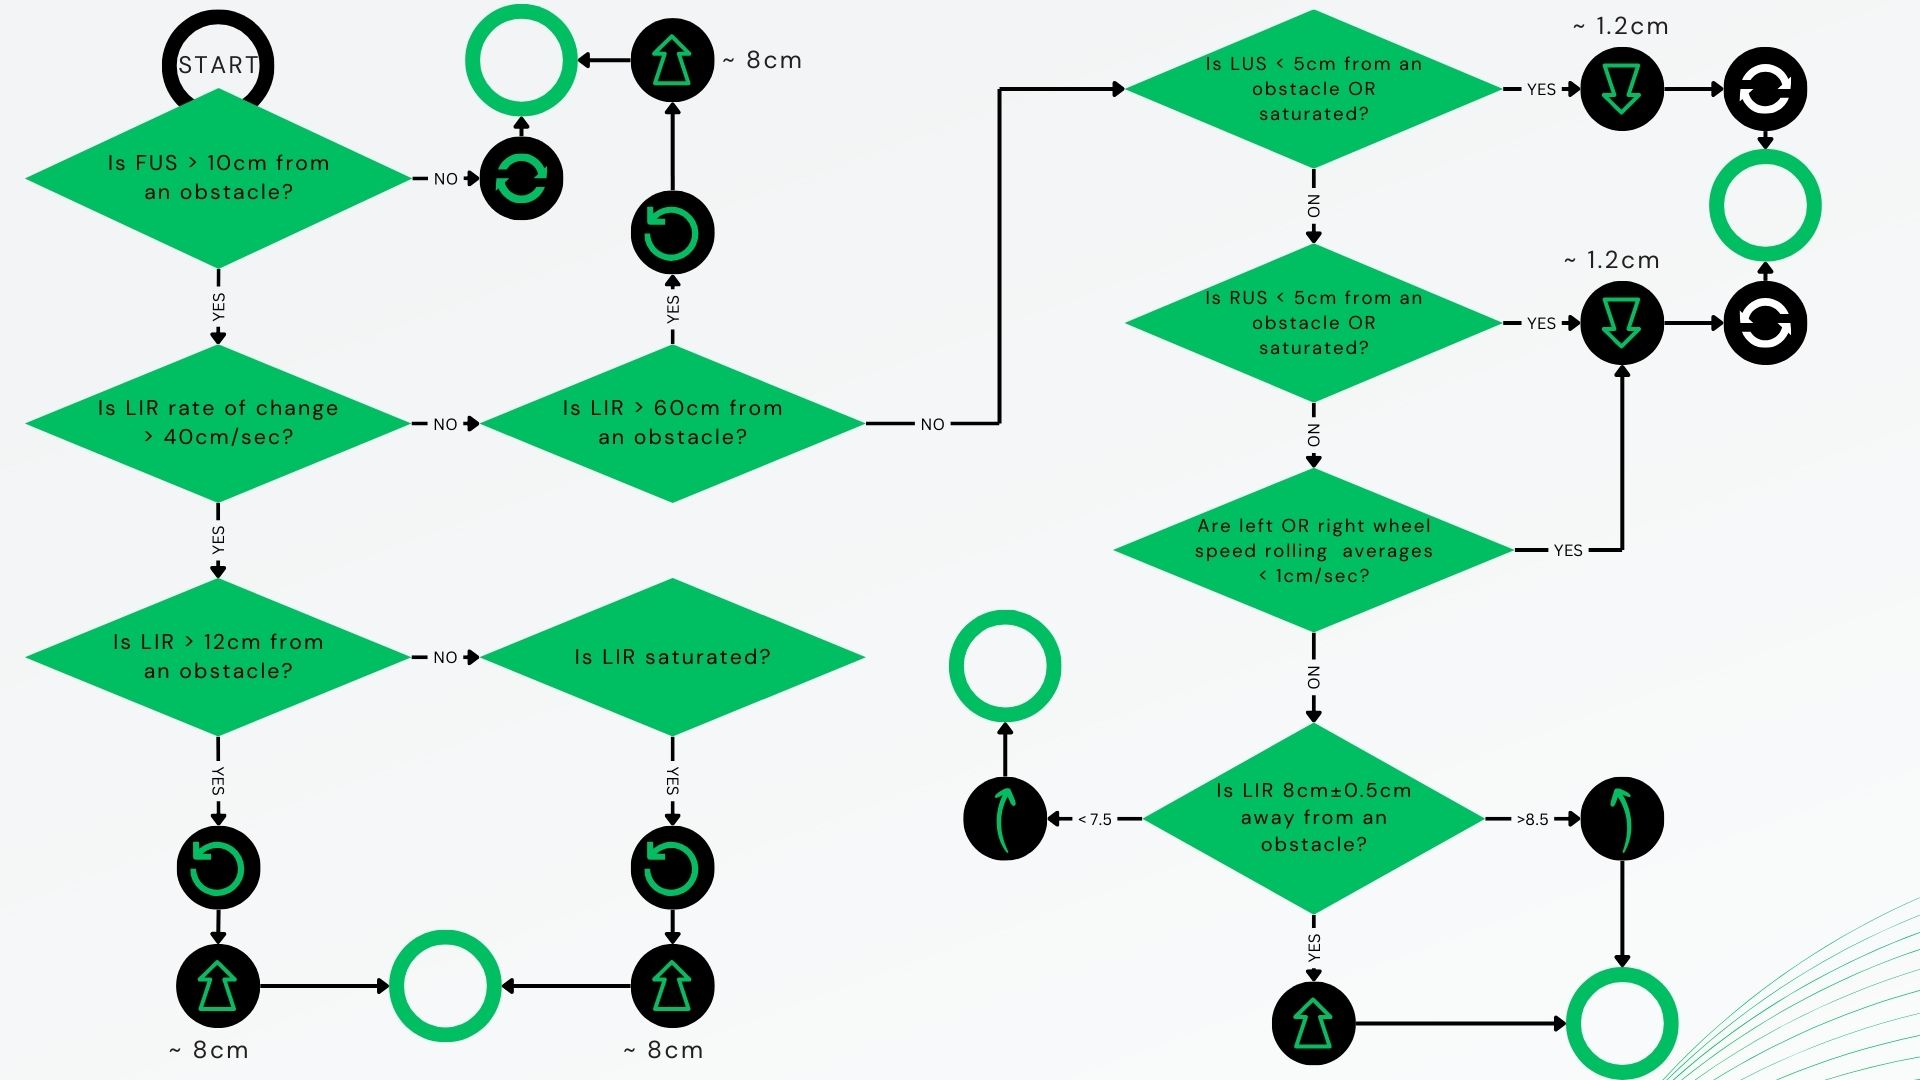 START
Is FUS > 10cm from
an obstacle?
NO
YES
~ 8cm
Is LIR rate of change
> 40cm/sec?
NO
YES
Is LIR > 60cm from
an obstacle?
YES
NO
Is LIR > 12cm from
an obstacle?
NO
YES
Is LIR saturated?
YES
~ 8cm
~ 8cm
Is LUS < 5cm from an
obstacle OR
saturated?
YES
~ 1.2cm
NO
Is RUS < 5cm from an
obstacle OR
saturated?
YES
~ 1.2cm
NO
Are left OR right wheel
speed rolling  averages
< 1cm/sec?
YES
NO
Is LIR 8cm±0.5cm
away from an
obstacle?
< 7.5
>8.5
YES